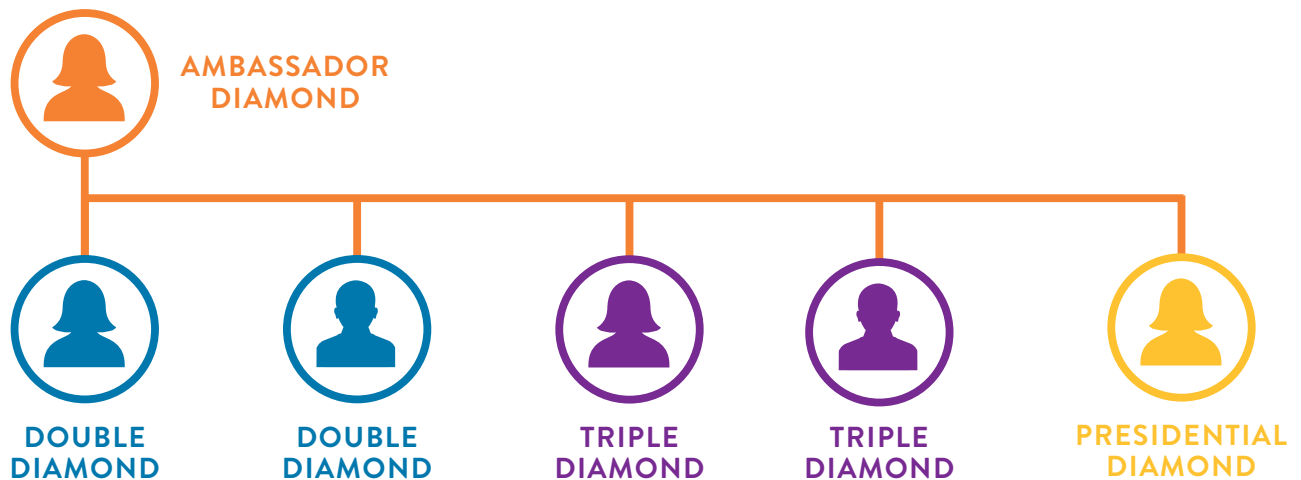 AMBASSADOR
DIAMOND
DOUBLE
DIAMOND
DOUBLE
DIAMOND
TRIPLE
DIAMOND
TRIPLE
DIAMOND
PRESIDENTIAL
DIAMOND